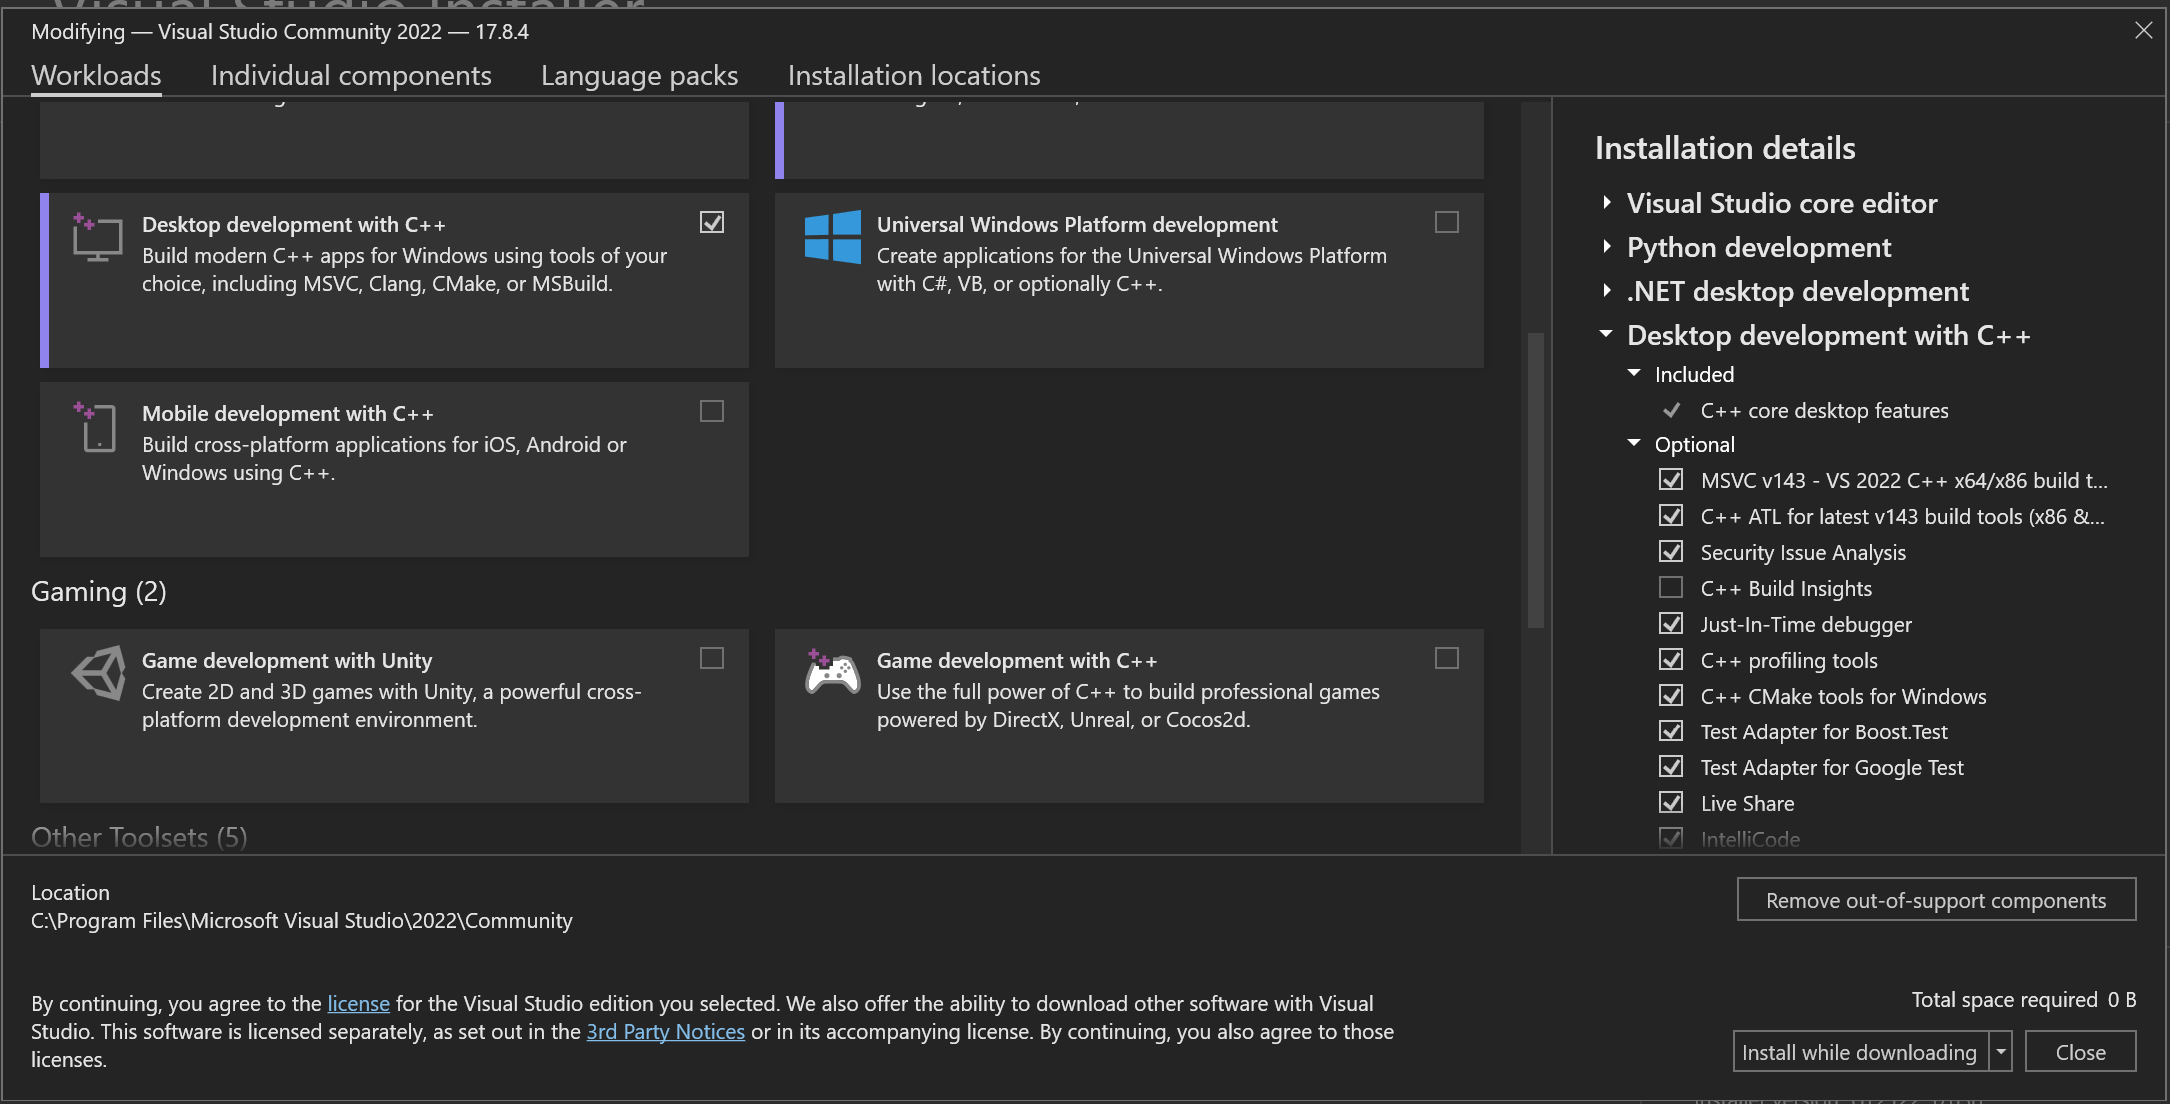 Visual Studio Installer
Modifying — Visual Studio Community 2022 — 17.8.4
Workloads
Individual components
Language packs
Installation locations
Desktop development with C++
Build modern C++ apps for Windows using tools of your
choice, including MSVC, Clang, CMake, or MSBuild.
Universal Windows Platform development
Create applications for the Universal Windows Platform
with C#, VB, or optionally C++.
Mobile development with C++
Build cross-platform applications for iOS, Android or
Windows using C++.
Gaming (2)
Game development with Unity
Create 2D and 3D games with Unity, a powerful cross-
platform development environment.
Game development with C++
Use the full power of C++ to build professional games
powered by DirectX, Unreal, or Cocos2d.
Other Toolsets (5)
Installation details
Visual Studio core editor
Python development
.NET desktop development
Desktop development with C++
Included
C++ core desktop features
Optional
MSVC v143 - VS 2022 C++ x64/x86 build t...
C++ ATL for latest v143 build tools (x86 &...
Security Issue Analysis
C++ Build Insights
Just-In-Time debugger
C++ profiling tools
C++ CMake tools for Windows
Test Adapter for Boost.Test
Test Adapter for Google Test
Live Share
IntelliCode
Location
C:\Program Files\Microsoft Visual Studio\2022\Community
Remove out-of-support components
By continuing, you agree to the license for the Visual Studio edition you selected. We also offer the ability to download other software with Visual
Studio. This software is licensed separately, as set out in the 3rd Party Notices or in its accompanying license. By continuing, you also agree to those
licenses.
Total space required 0 B
Install while downloading
Close